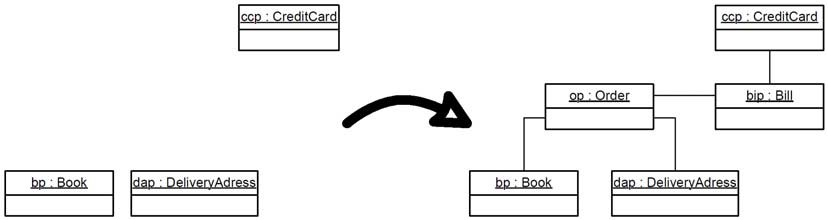 ccp : CreditCard
bp : Book
dap : DeliveryAdress
ccp : CreditCard
op : Order
bip : Bill
bp : Book
dap : DeliveryAdress